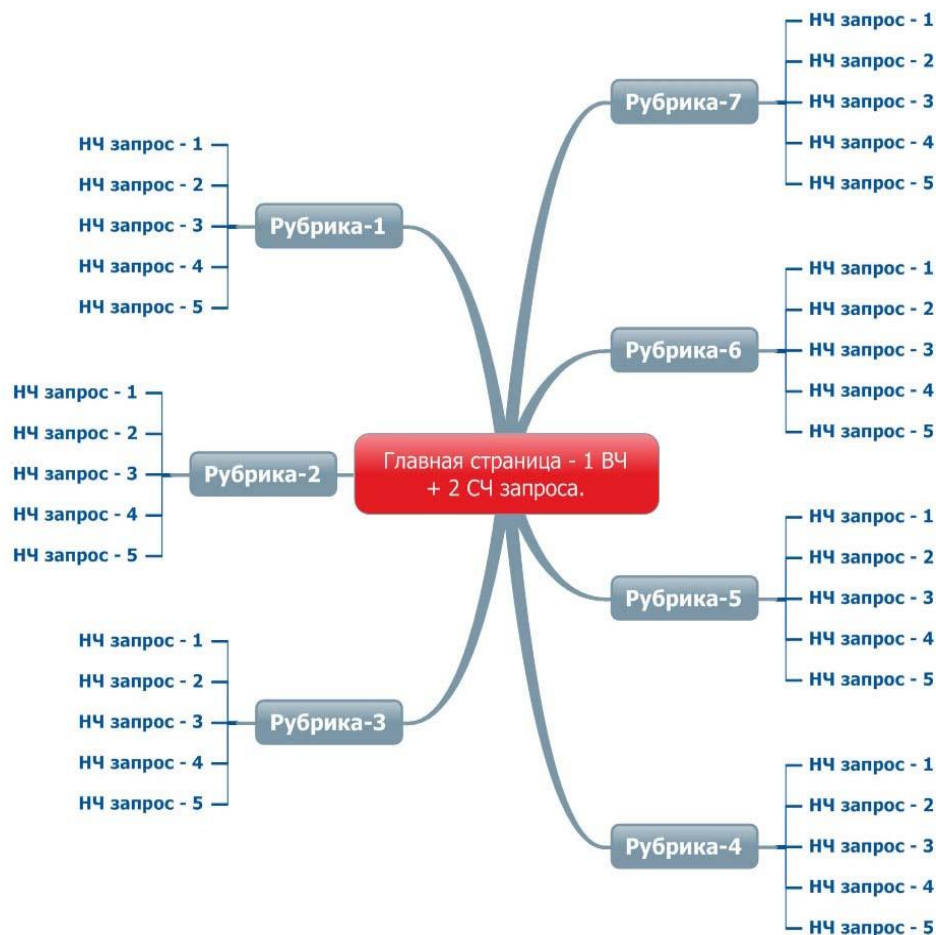 НЧ запрос - 1
НЧ запрос - 2
НЧ запрос - 3
НЧ запрос - 4
НЧ запрос - 5
Рубрика-1
НЧ запрос - 1
НЧ запрос - 2
НЧ запрос - 3
НЧ запрос - 4
НЧ запрос - 5
Рубрика-2
НЧ запрос - 1
НЧ запрос - 2
НЧ запрос - 3
НЧ запрос - 4
НЧ запрос - 5
Рубрика-3
Главная страница - 1 ВЧ
+ 2 СЧ запроса.
Рубрика-7
НЧ запрос - 1
НЧ запрос - 2
НЧ запрос - 3
НЧ запрос - 4
НЧ запрос - 5
Рубрика-6
НЧ запрос - 1
НЧ запрос - 2
НЧ запрос - 3
НЧ запрос - 4
НЧ запрос - 5
Рубрика-5
НЧ запрос - 1
НЧ запрос - 2
НЧ запрос - 3
НЧ запрос - 4
НЧ запрос - 5
Рубрика-4
НЧ запрос - 1
НЧ запрос - 2
НЧ запрос - 3
НЧ запрос - 4
НЧ запрос - 5